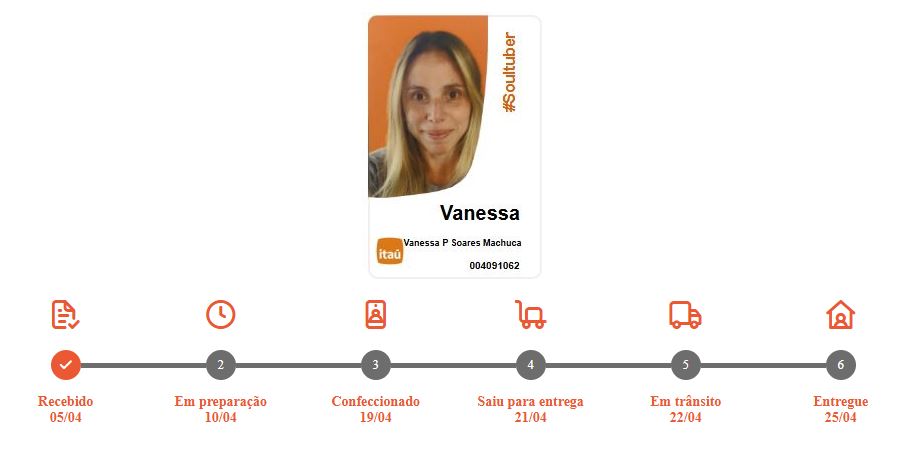 #Soultuber
Vanessa
Vanessa P Soares Machuca
itaú
004091062
2
3
4
5
6
Recebido
Em preparação
Confeccionado
Saiu para entrega
Em trânsito
Entregue
05/04
10/04
19/04
21/04
22/04
25/04